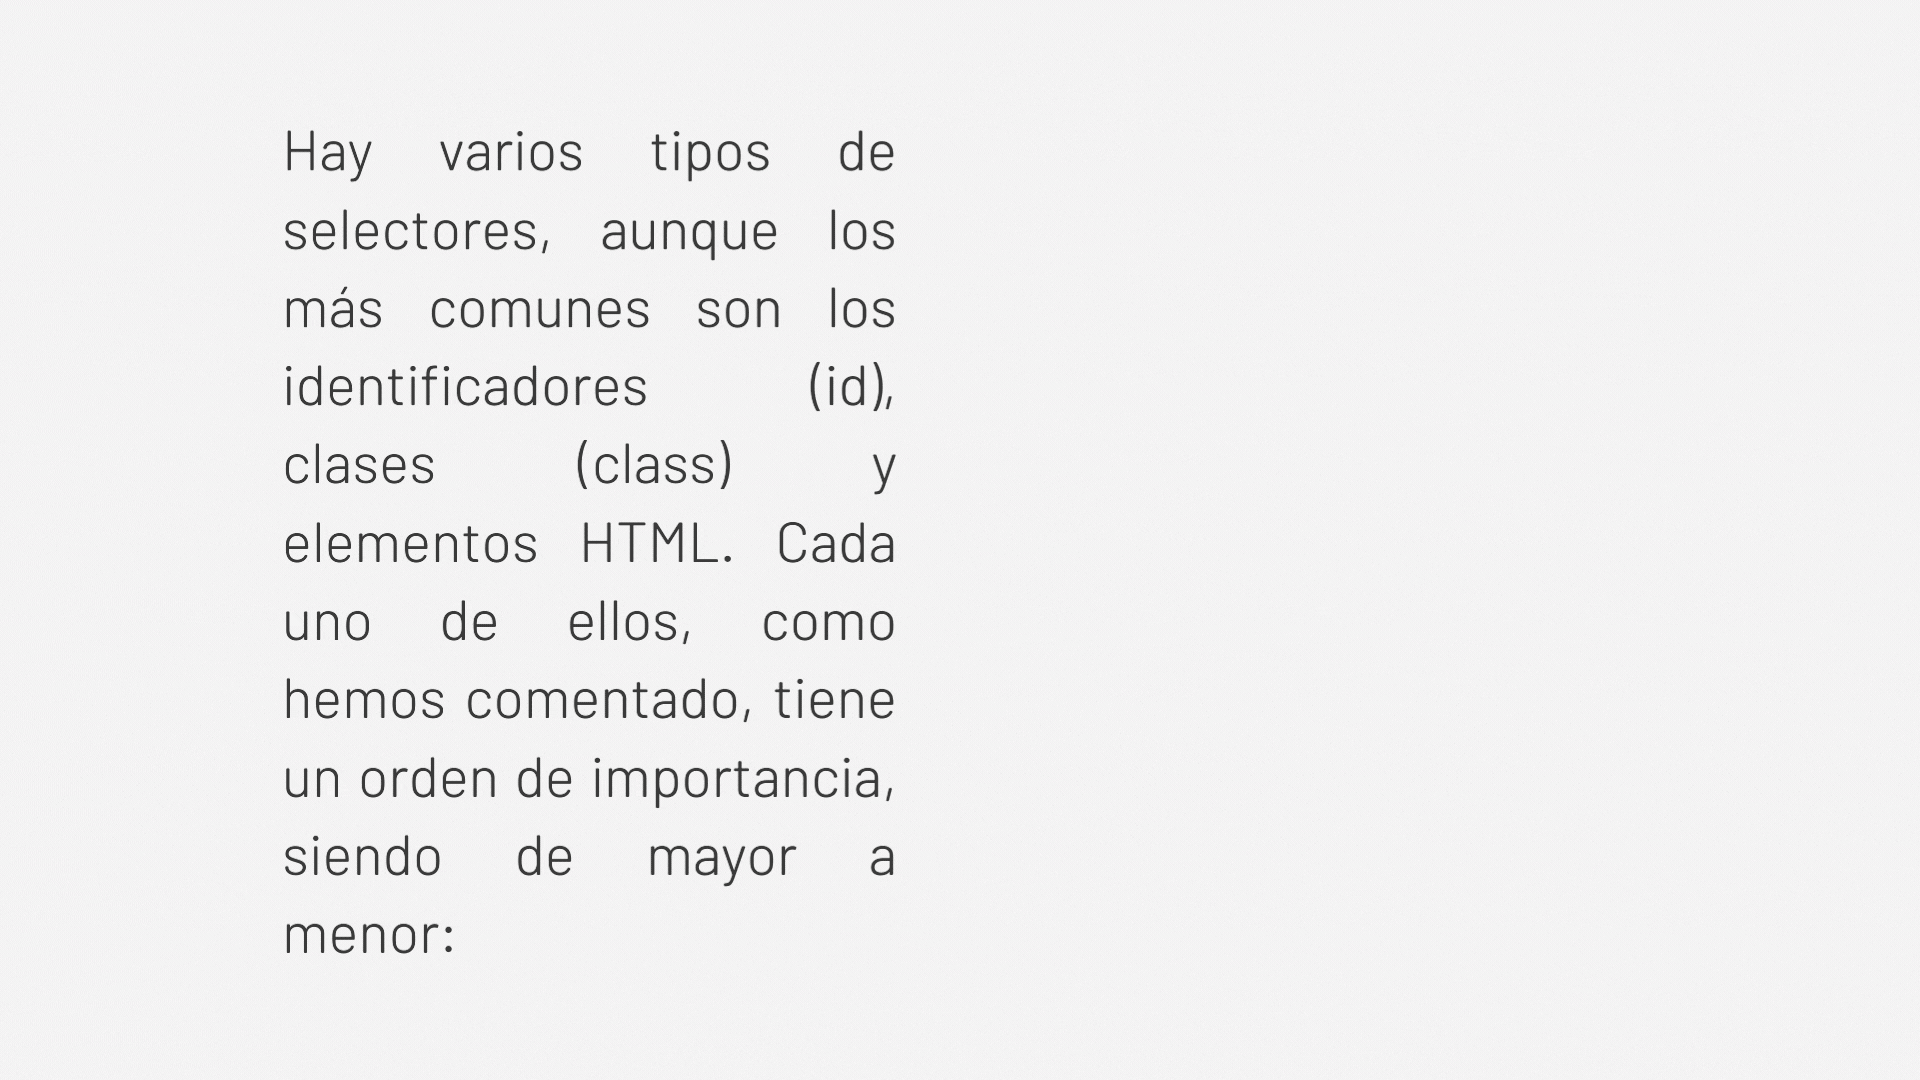 Hay varios tipos de
selectores, aunque los
más comunes son los
identificadores (id),
clases (class) y
elementos HTML. Cada
uno de ellos, como
hemos comentado, tiene
un orden de importancia,
siendo de mayor a
menor: